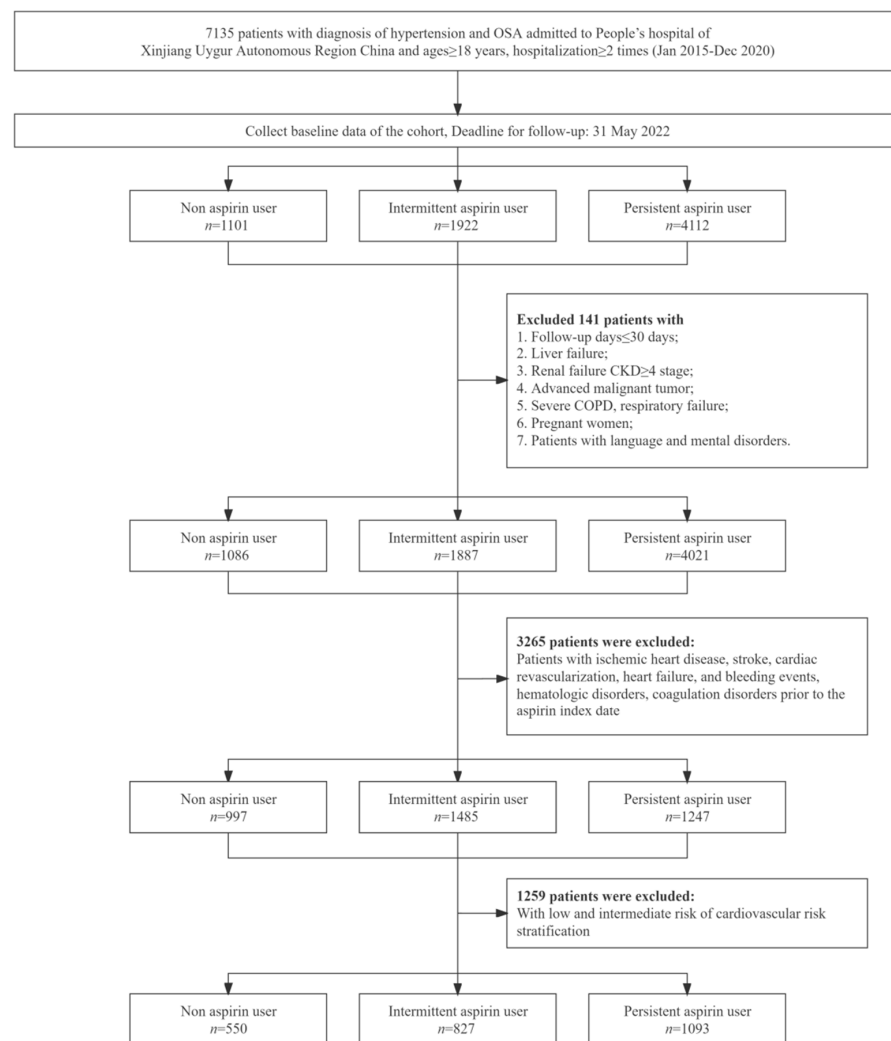 7135 patients with diagnosis of hypertension and OSA admitted to People's hospital of
Xinjiang Uygur Autonomous Region China and ages≥18 years, hospitalization≥2 times (Jan 2015-Dec 2020)
Collect baseline data of the cohort, Deadline for follow-up: 31 May 2022
Non aspirin user
n=1101
Intermittent aspirin user
n=1922
Persistent aspirin user
n=4112
Excluded 141 patients with
1. Follow-up days≤30 days;
2. Liver failure;
3. Renal failure CKD≥4 stage;
4. Advanced malignant tumor;
5. Severe COPD, respiratory failure;
6. Pregnant women;
7. Patients with language and mental disorders.
Non aspirin user
n=1086
Intermittent aspirin user
n=1887
Persistent aspirin user
n=4021
3265 patients were excluded:
Patients with ischemic heart disease, stroke, cardiac
revascularization, heart failure, and bleeding events,
hematologic disorders, coagulation disorders prior to the
aspirin index date
Non aspirin user
n=997
Intermittent aspirin user
n=1485
Persistent aspirin user
n=1247
1259 patients were excluded:
With low and intermediate risk of cardiovascular risk
stratification
Non aspirin user
n=550
Intermittent aspirin user
n=827
Persistent aspirin user
n=1093